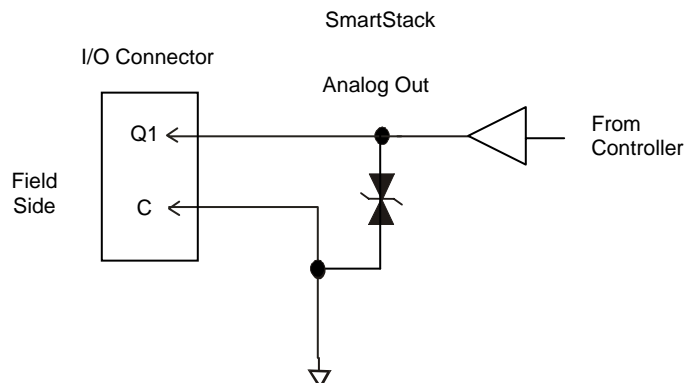 SmartStack
I/O Connector
Analog Out
Q1
From
Controller
Field
Side
C